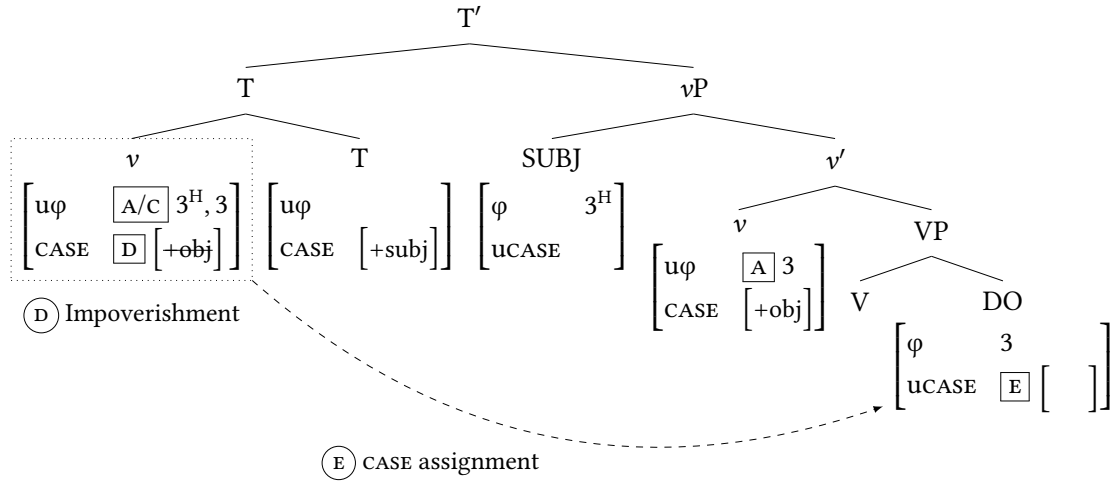 T′
T vP
v T SUBJ v′
uφ A/C 3ᴴ, 3 uφ φ 3ᴴ v VP
CASE D [+obj] CASE [+subj] uCASE
uφ A 3 V DO
D Impoverishment CASE [+obj]
φ 3
uCASE E [ ]
E CASE assignment